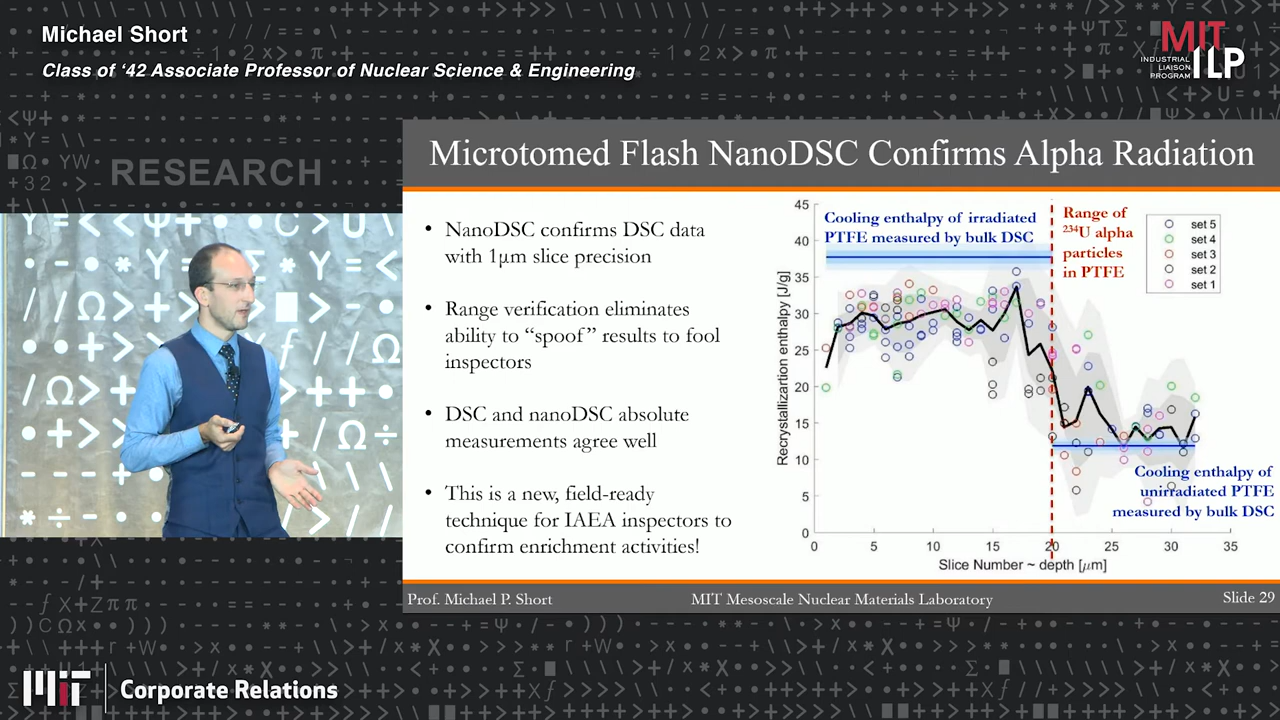 Michael Short
Class of ‘42 Associate Professor of Nuclear Science & Engineering
MIT
INDUSTRIAL
LIAISON
PROGRAM
ILP
RESEARCH
Microtomed Flash NanoDSC Confirms Alpha Radiation
• NanoDSC confirms DSC data
with 1μm slice precision
• Range verification eliminates
ability to “spoof” results to fool
inspectors
• DSC and nanoDSC absolute
measurements agree well
• This is a new, field-ready
technique for IAEA inspectors to
confirm enrichment activities!
Recrystallizartion enthalpy [J/g]
45
40
35
30
25
20
15
10
5
0
Cooling enthalpy of irradiated
PTFE measured by bulk DSC
Range of
²³⁴U alpha
particles
in PTFE
set 5
set 4
set 3
set 2
set 1
Cooling enthalpy of
unirradiated PTFE
measured by bulk DSC
0 5 10 15 20 25 30 35
Slice Number ~ depth [μm]
Prof. Michael P. Short
MIT Mesoscale Nuclear Materials Laboratory
Slide 29
MIT
Corporate Relations